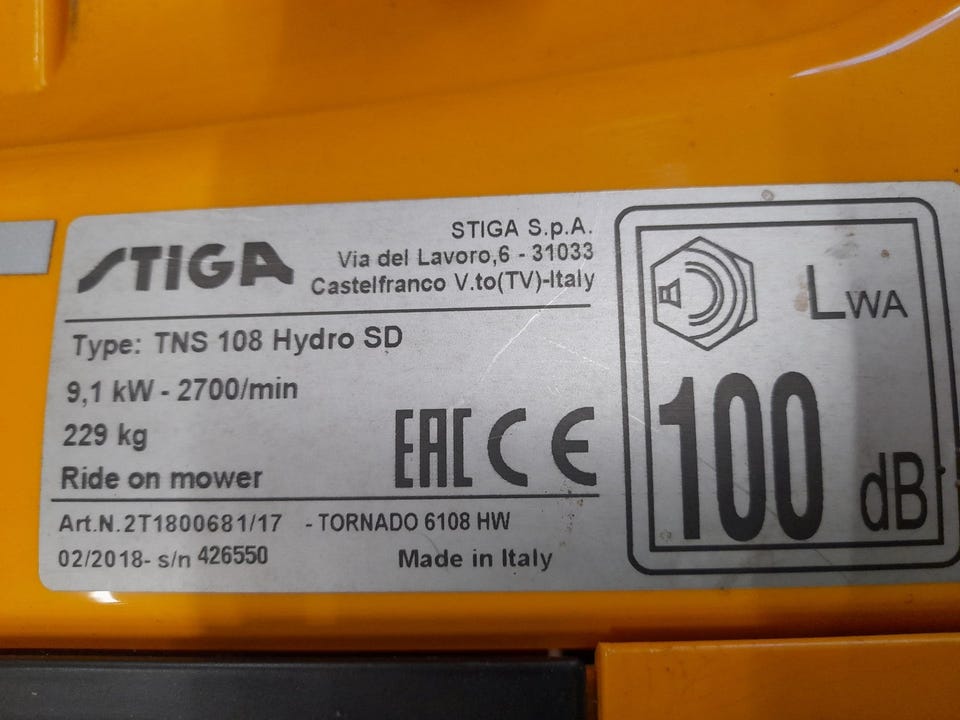 STIGA
STIGA S.p.A.
Via del Lavoro,6 - 31033
Castelfranco V.to(TV)-Italy
Type: TNS 108 Hydro SD
9,1 kW - 2700/min
229 kg
Ride on mower
EAC CE
Art.N.2T1800681/17 - TORNADO 6108 HW
02/2018- s/n 426550 Made in Italy
LWA
100 dB